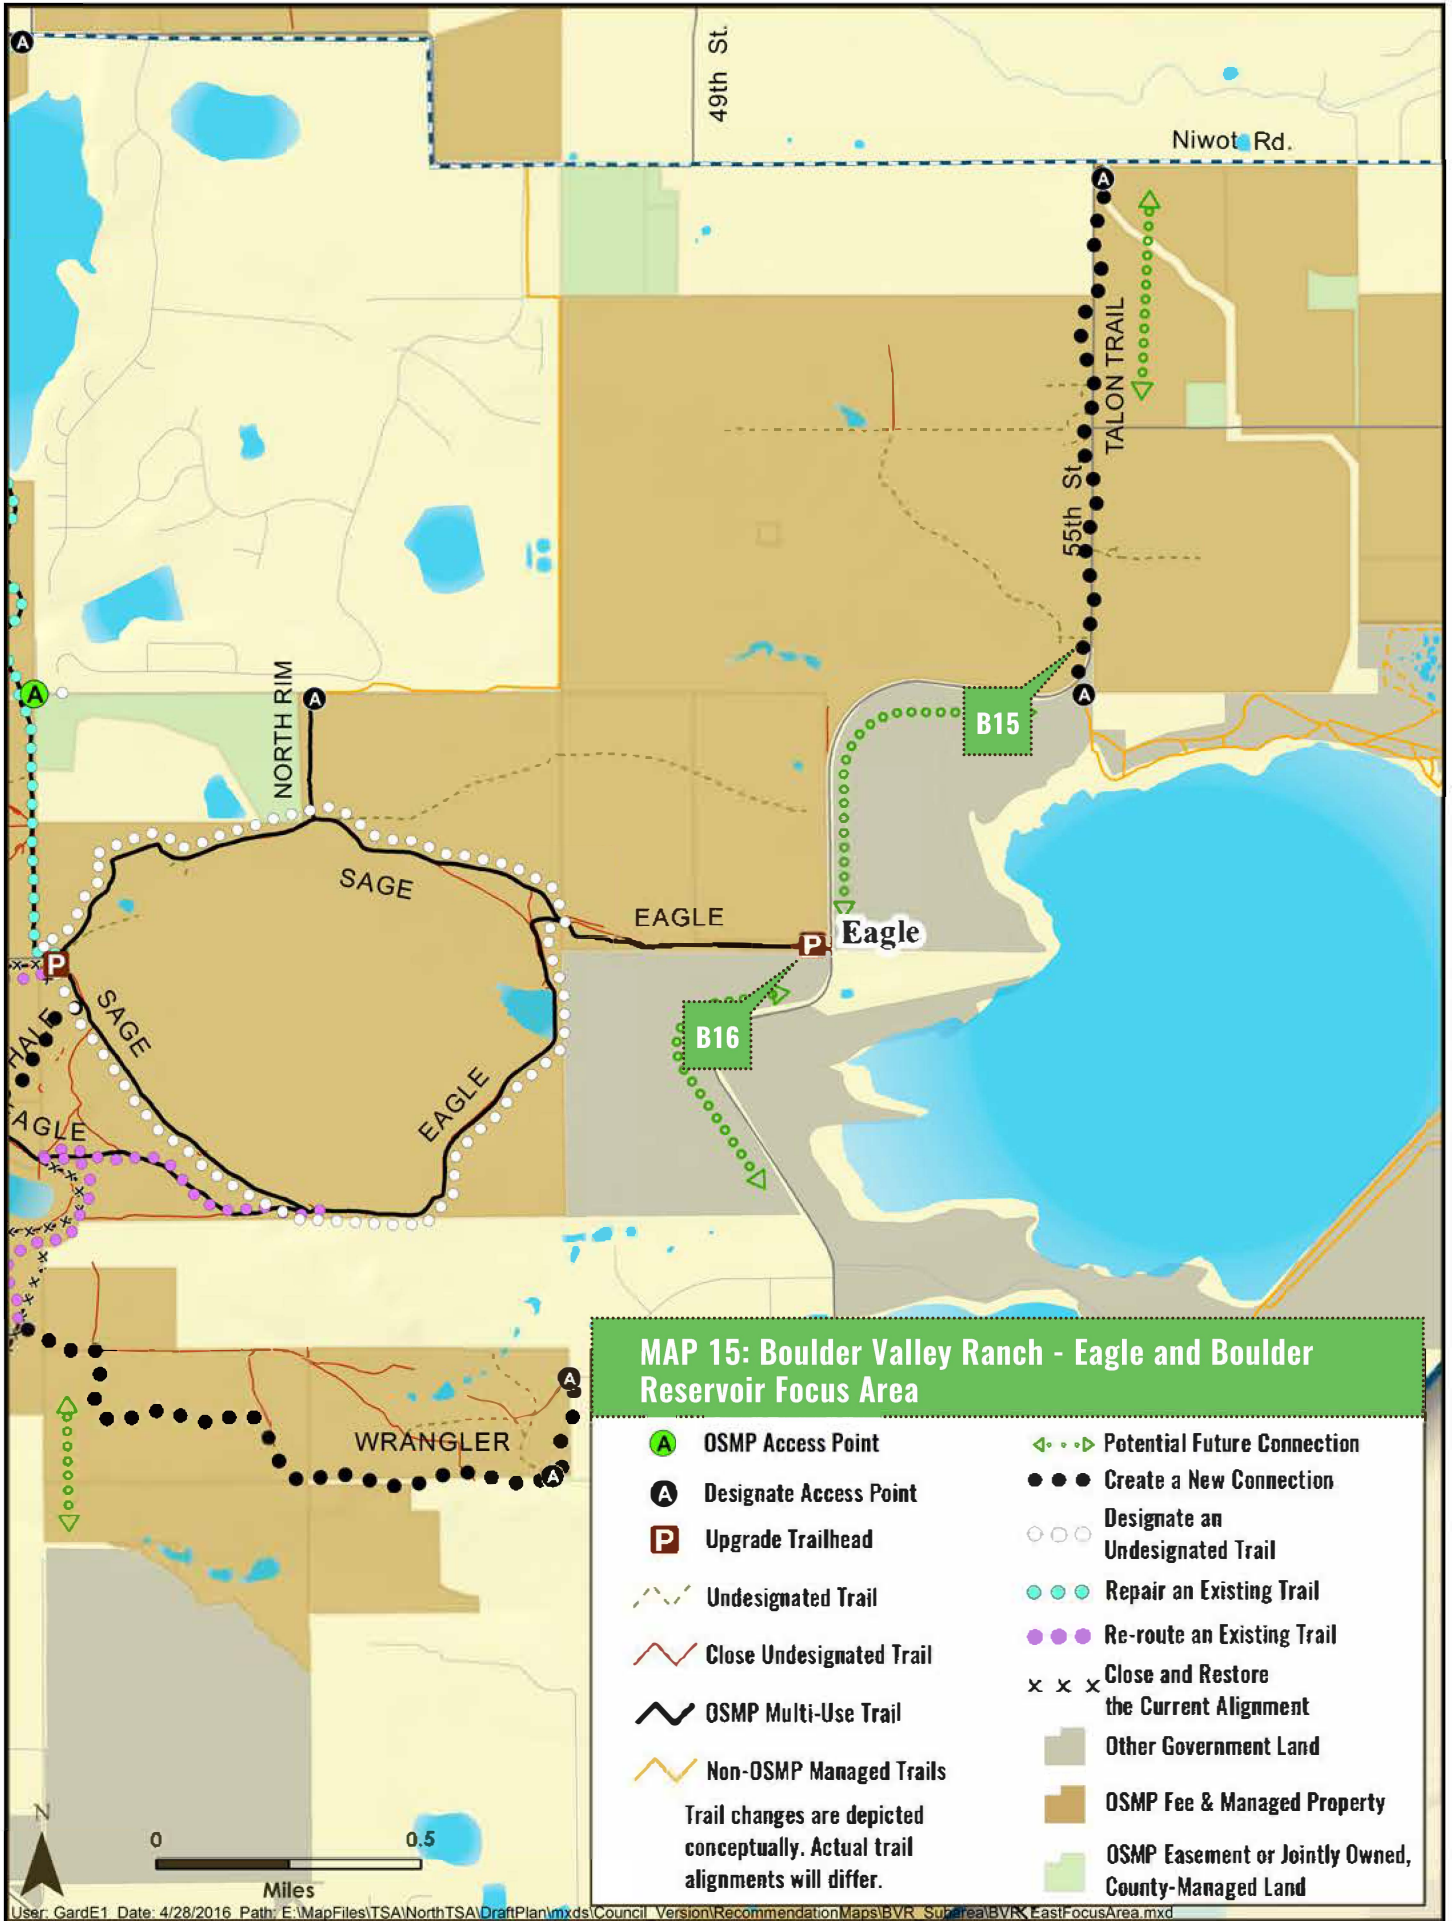 A
49th St.
Niwot Rd.
A
TALON TRAIL
55th St.
A
NORTH RIM
A
B15
A
SAGE
EAGLE
P
Eagle
P
SAGE
B16
HALE
EAGLE
AGLE
A
WRANGLER
A
MAP 15: Boulder Valley Ranch - Eagle and Boulder
Reservoir Focus Area
A OSMP Access Point
A Designate Access Point
P Upgrade Trailhead
Undesignated Trail
Close Undesignated Trail
OSMP Multi-Use Trail
Non-OSMP Managed Trails
Trail changes are depicted
conceptually. Actual trail
alignments will differ.
Potential Future Connection
Create a New Connection
Designate an
Undesignated Trail
Repair an Existing Trail
Re-route an Existing Trail
Close and Restore
the Current Alignment
Other Government Land
OSMP Fee & Managed Property
OSMP Easement or Jointly Owned,
County-Managed Land
N
0 0.5
Miles
User: GardE1 Date: 4/28/2016 Path: E:\MapFiles\TSA\NorthTSA\DraftPlan\mxds\Council_Version\RecommendationMaps\BVR_Subarea\BVR_EastFocusArea.mxd